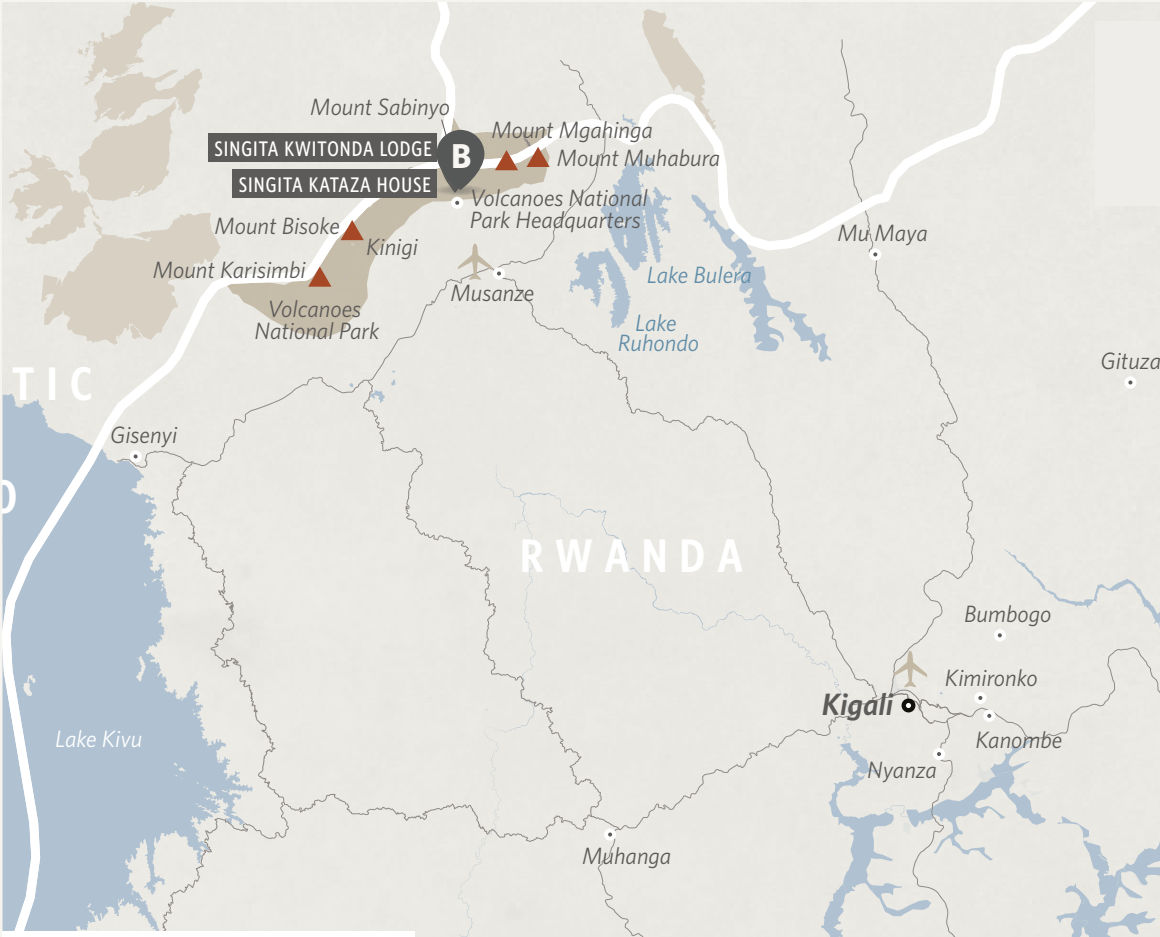 Mount Sabinyo
Mount Mgahinga
SINGITA KWITONDA LODGE
B
Mount Muhabura
SINGITA KATAZA HOUSE
Volcanoes National
Park Headquarters
Mount Bisoke
Kinigi
Mu Maya
Mount Karisimbi
Lake Bulera
Musanze
Volcanoes
National Park
Lake
Ruhondo
Gituza
TIC
Gisenyi
O
RWANDA
Bumbogo
Kimironko
Kigali
Lake Kivu
Kanombe
Nyanza
Muhanga